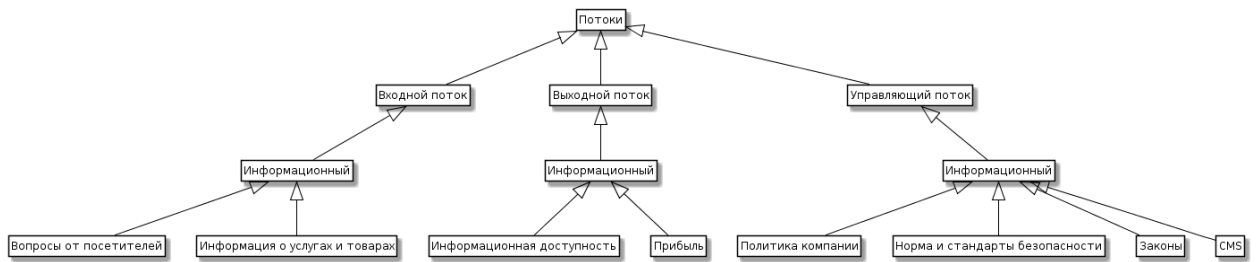 Потоки
Входной поток
Выходной поток
Управляющий поток
Информационный
Информационный
Информационный
Вопросы от посетителей
Информация о услугах и товарах
Информационная доступность
Прибыль
Политика компании
Норма и стандарты безопасности
Законы
CMS